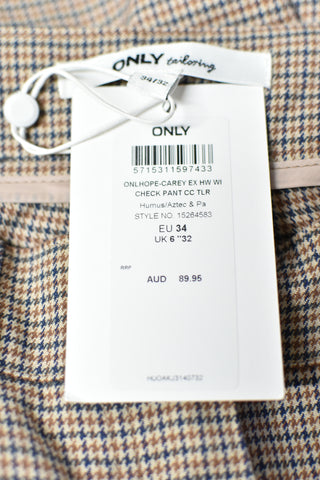 ONLY tailoring
34/32
ONLY
5715311597433
ONLHOPE-CAREY EX HW WI
CHECK PANT CC TLR
Humus/Aztec & Pa
STYLE NO. 15264583
EU 34
UK 6 "32
RRP
AUD 89.95
HUOAKU3140732